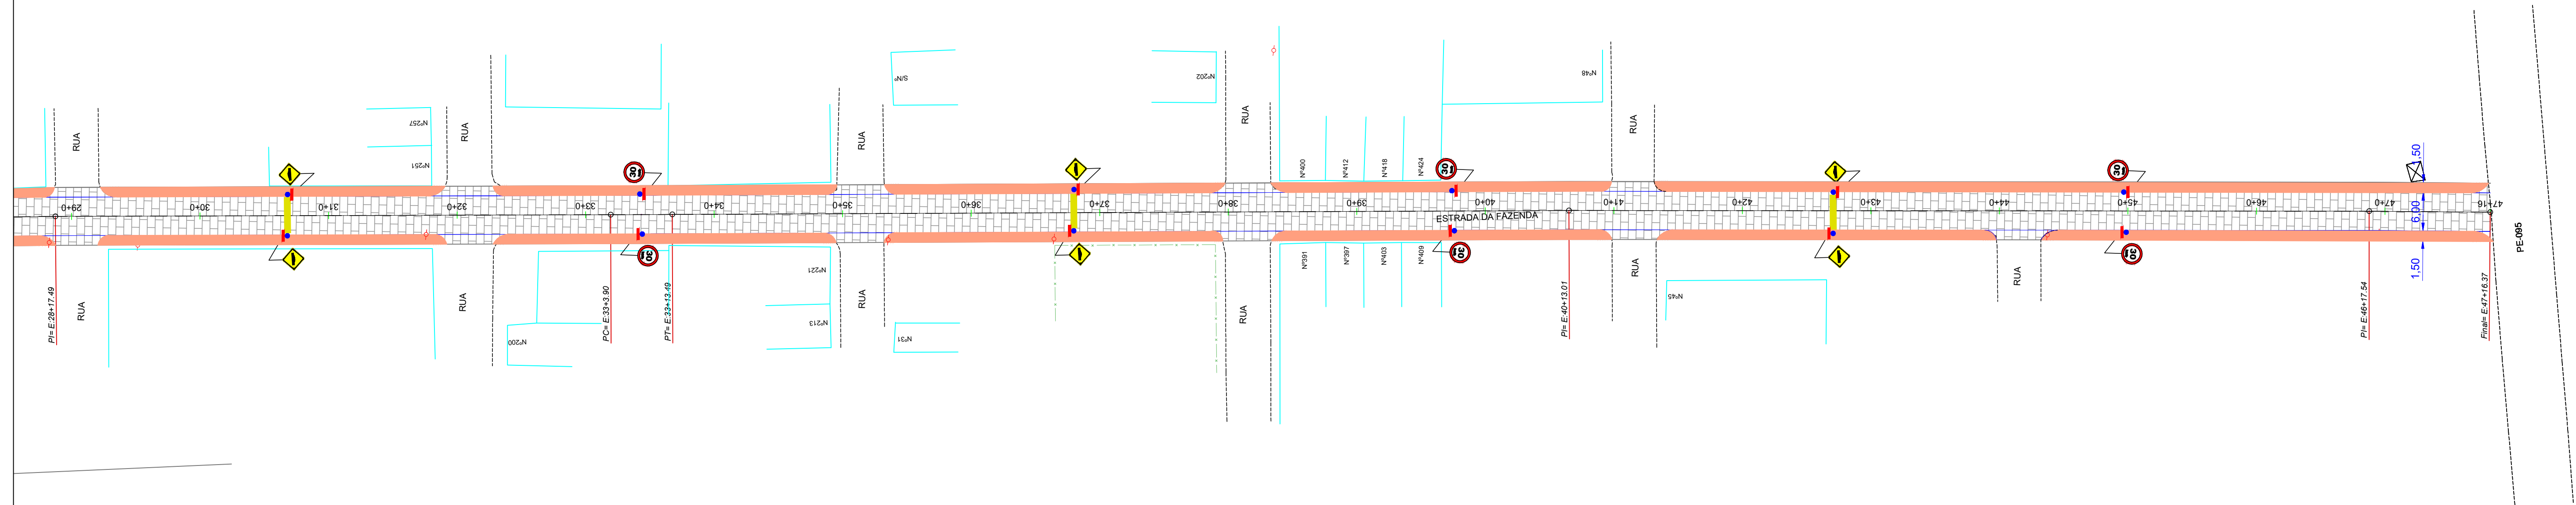 S/Nº
Nº202
Nº48
Nº257
Nº251
RUA
RUA
RUA
RUA
RUA
Nº400
Nº412
Nº418
Nº424
1,50
30
30
30
29+0
30+0
31+0
32+0
33+0
34+0
35+0
36+0
37+0
38+0
39+0
40+0
41+0
42+0
43+0
44+0
45+0
46+0
47+0
47+16
ESTRADA DA FAZENDA
6,00
PE-095
30
30
30
Nº391
Nº397
Nº403
Nº409
1,50
Nº221
Nº213
Nº200
Nº31
Nº45
RUA
RUA
RUA
RUA
RUA
RUA
PI= E:28+17.49
PC= E:33+3.90
PT= E:33+13.49
PI= E:40+13.01
PI= E:46+17.54
Final= E:47+16.37